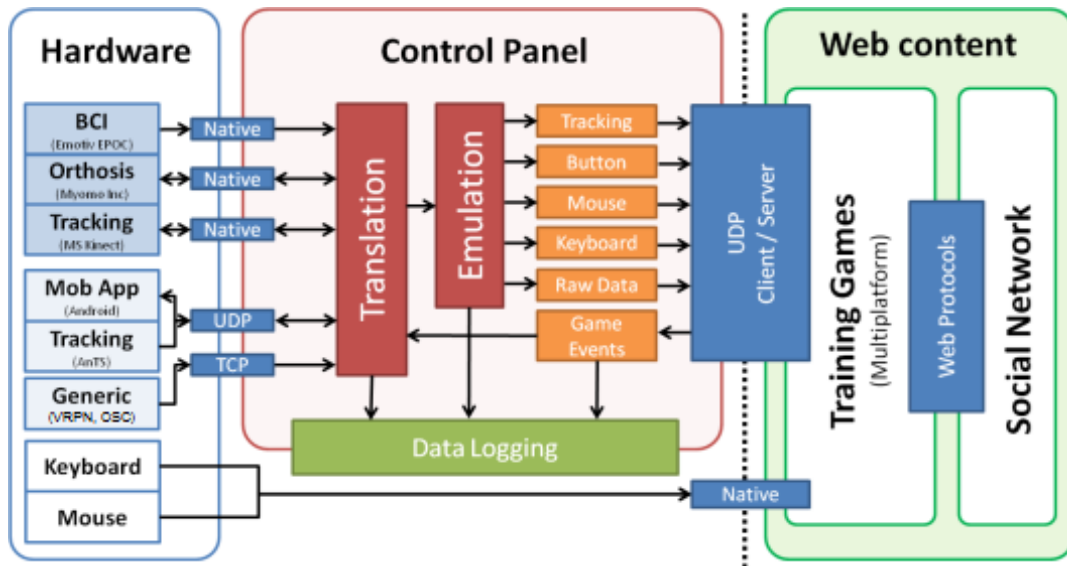 Hardware
Control Panel
Web content
BCI
(Emotiv EPOC)
Orthosis
(Myomo Inc)
Tracking
(MS Kinect)
Mob App
(Android)
Tracking
(AnTS)
Generic
(VRPN, OSC)
Keyboard
Mouse
Native
Native
Native
UDP
TCP
Translation
Emulation
Tracking
Button
Mouse
Keyboard
Raw Data
Game
Events
Data Logging
UDP
Client / Server
Native
Training Games
(Multiplatform)
Web Protocols
Social Network